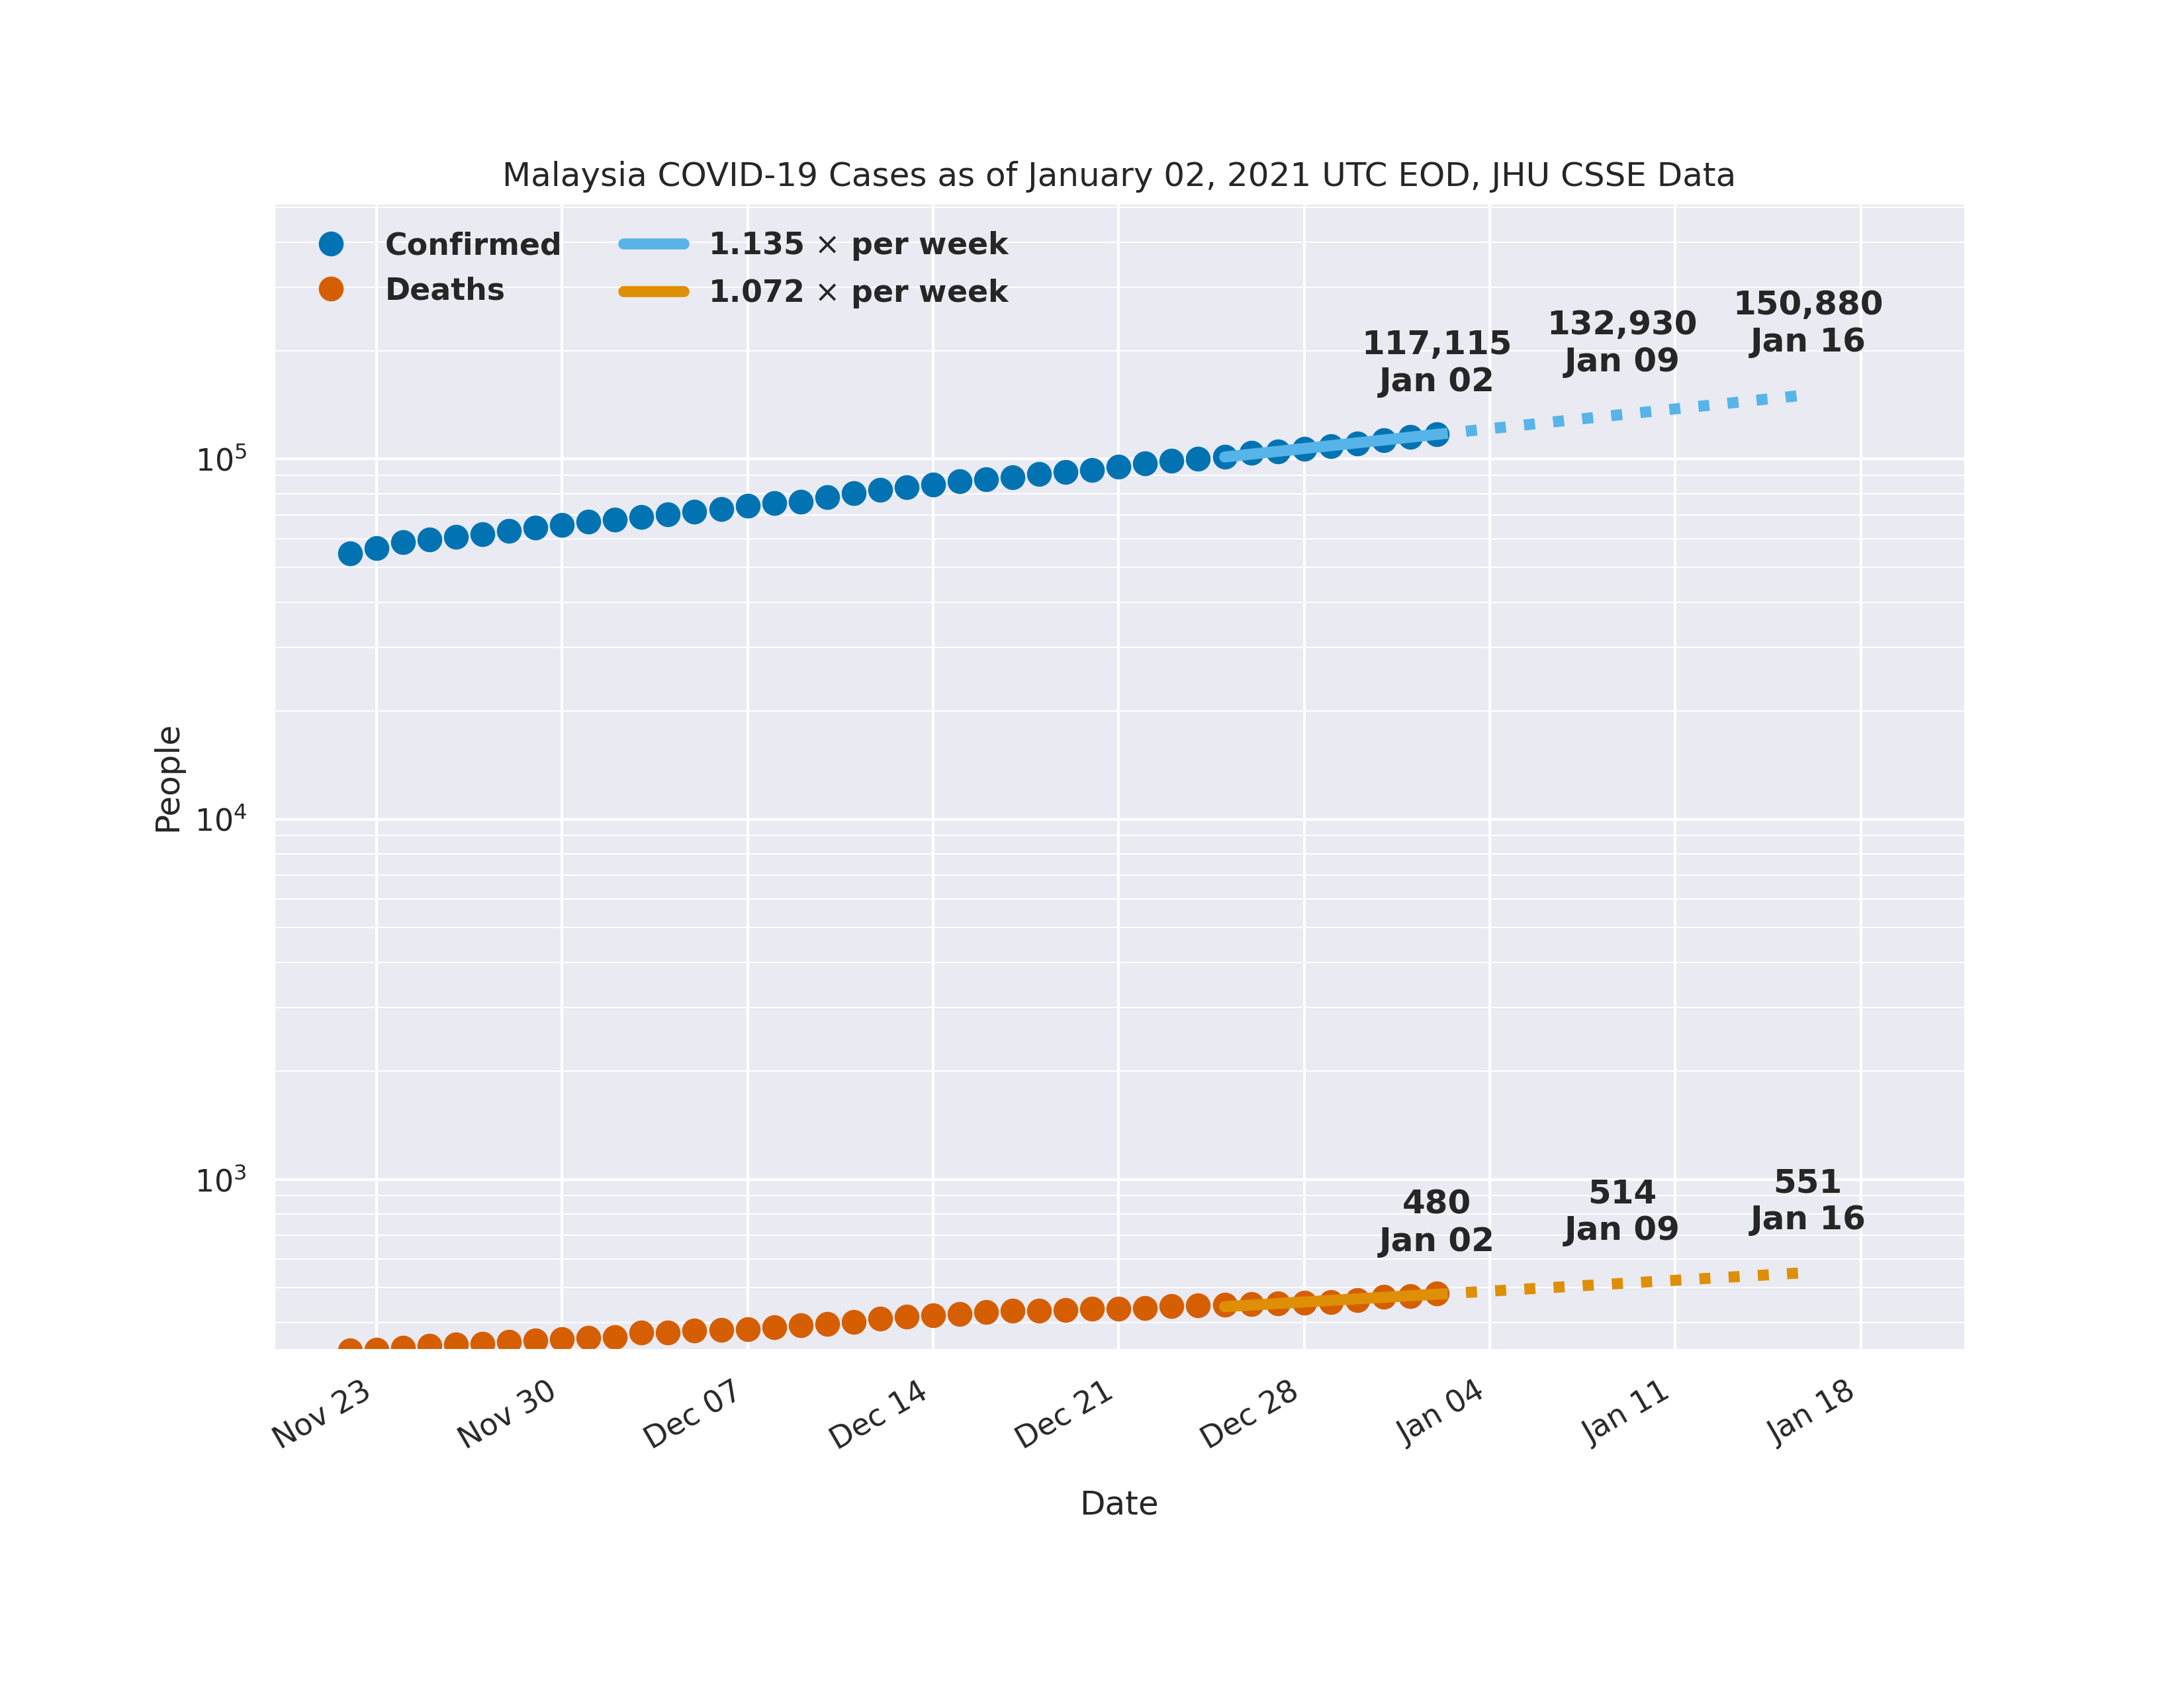 Malaysia COVID-19 Cases as of January 02, 2021 UTC EOD, JHU CSSE Data
Confirmed
Deaths
1.135 × per week
1.072 × per week
117,115
Jan 02
132,930
Jan 09
150,880
Jan 16
480
Jan 02
514
Jan 09
551
Jan 16
People
10⁵
10⁴
10³
Nov 23
Nov 30
Dec 07
Dec 14
Dec 21
Dec 28
Jan 04
Jan 11
Jan 18
Date